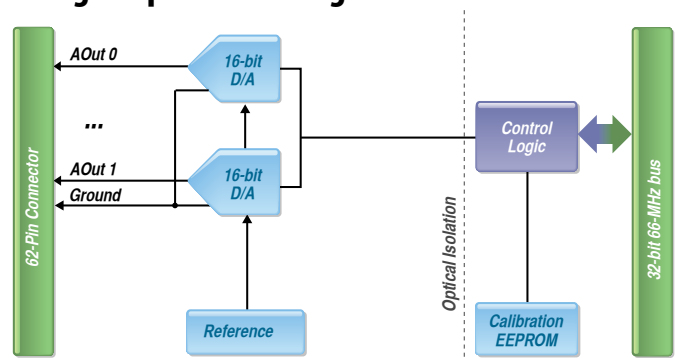 AOut 0
16-bit
D/A
...
AOut 1
Ground
16-bit
D/A
62-Pin Connector
Reference
Optical Isolation
Control
Logic
Calibration
EEPROM
32-bit 66-MHz bus